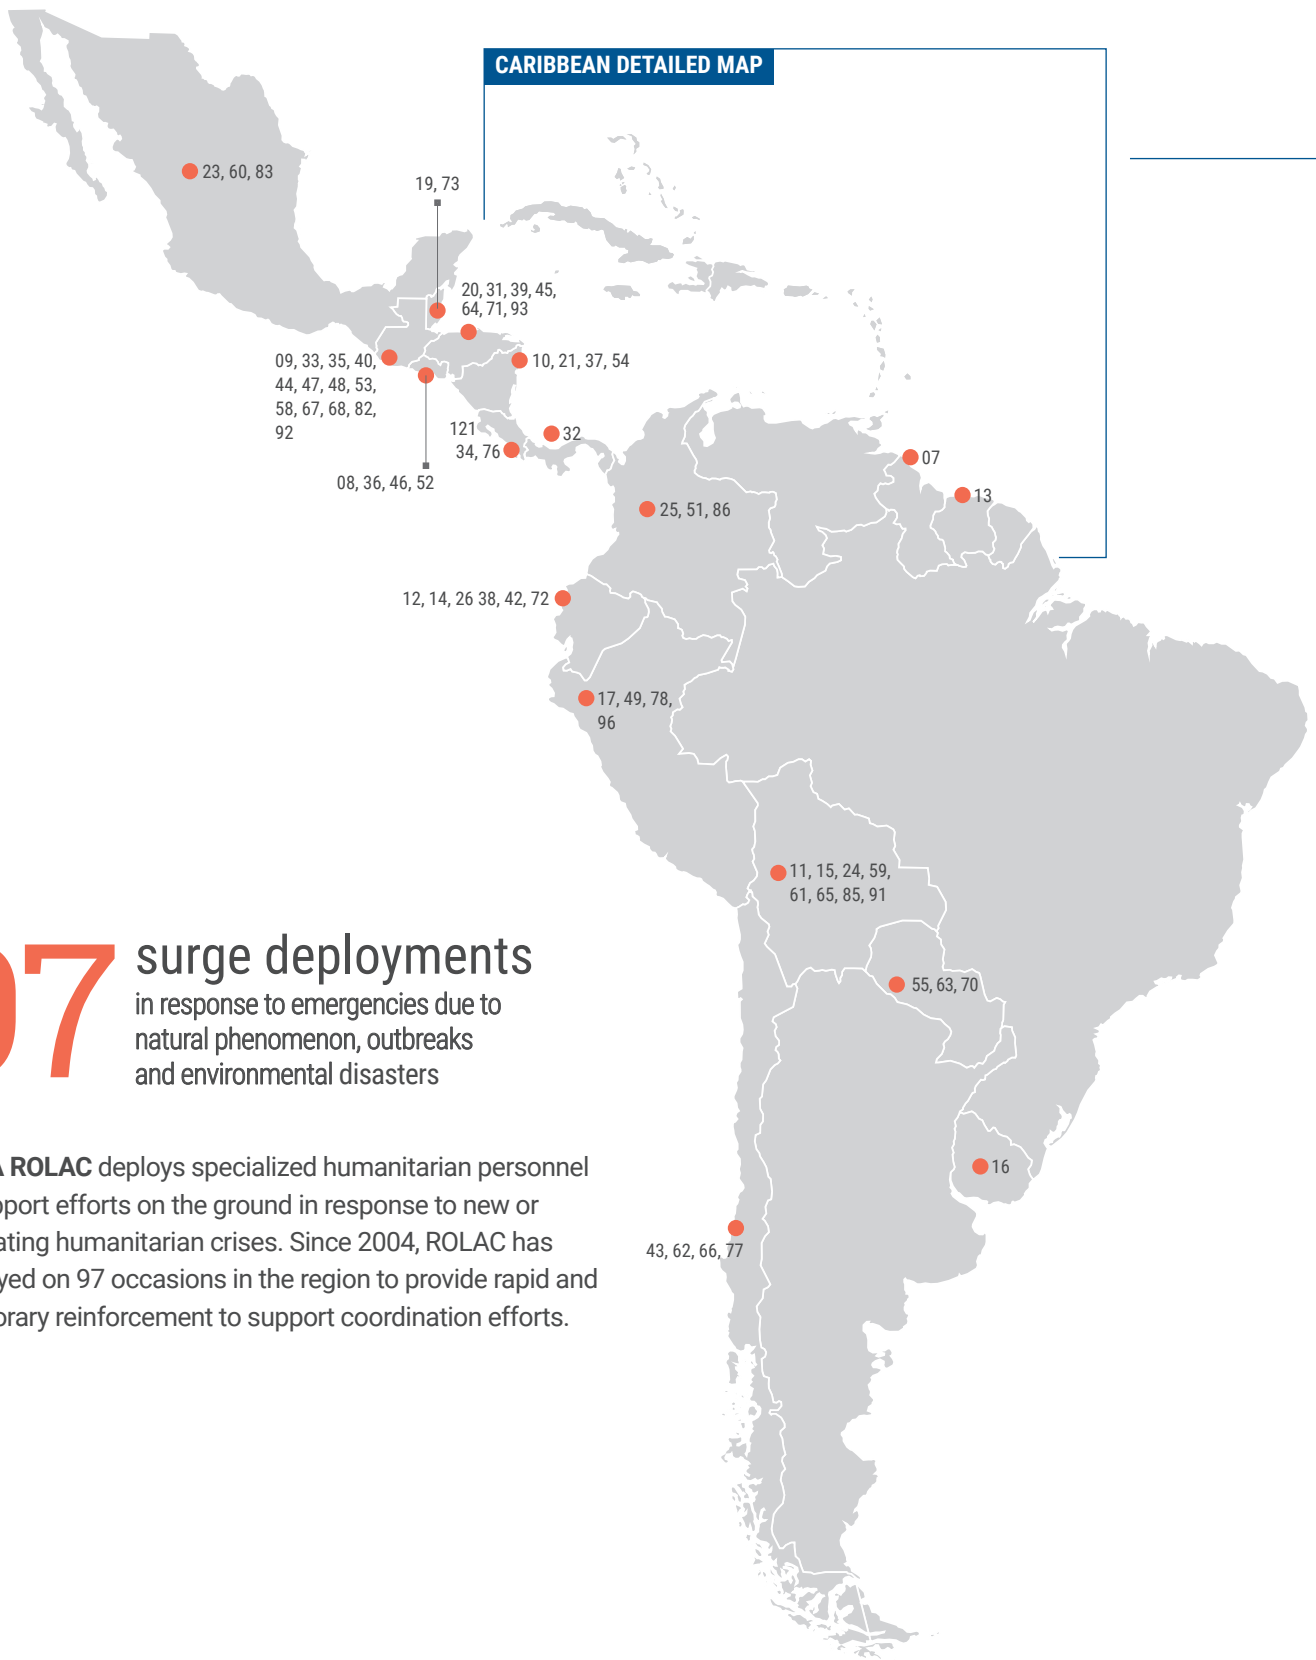 CARIBBEAN DETAILED MAP
23, 60, 83
19, 73
20, 31, 39, 45,
64, 71, 93
09, 33, 35, 40,
44, 47, 48, 53,
58, 67, 68, 82,
92
10, 21, 37, 54
121
34, 76
32
08, 36, 46, 52
07
13
25, 51, 86
12, 14, 26 38, 42, 72
17, 49, 78,
96
11, 15, 24, 59,
61, 65, 85, 91
55, 63, 70
16
43, 62, 66, 77
7
surge deployments
in response to emergencies due to
natural phenomenon, outbreaks
and environmental disasters
ROLAC deploys specialized humanitarian personnel
efforts on the ground in response to new or
humanitarian crises. Since 2004, ROLAC has
on 97 occasions in the region to provide rapid and
reinforcement to support coordination efforts.